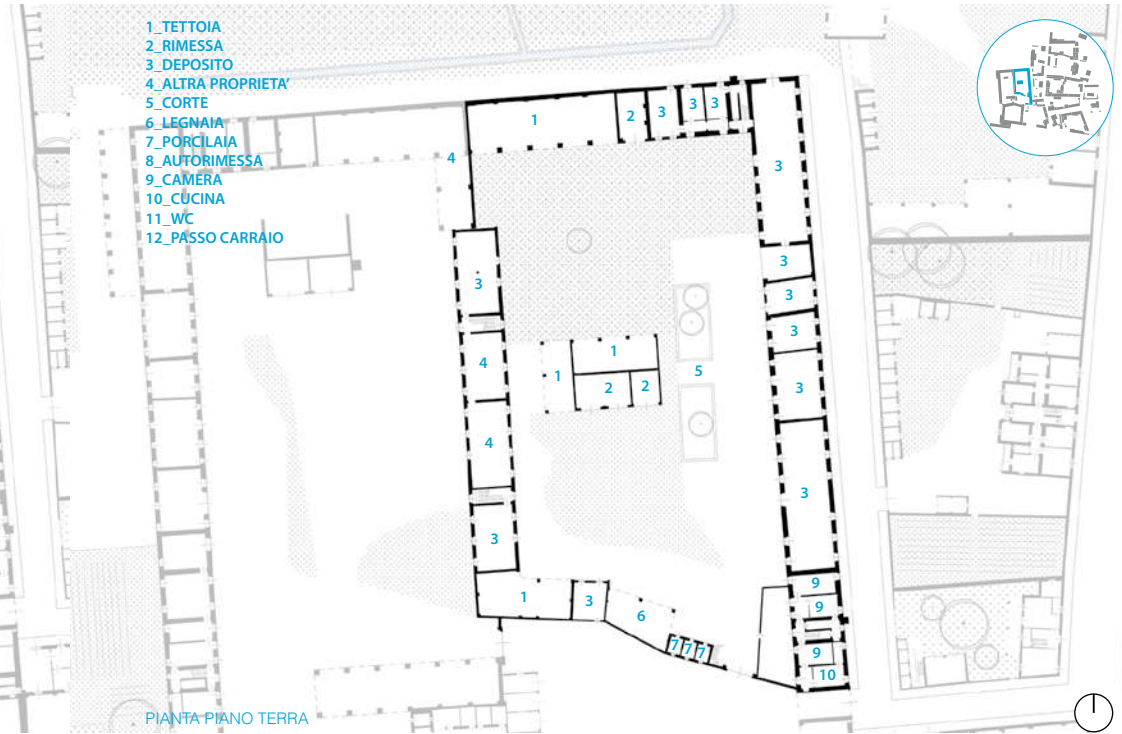 1_TETTOIA
2_RIMESSA
3_DEPOSITO
4_ALTRA PROPRIETA'
5_CORTE
6_LEGNAIA
7_PORCILAIA
8_AUTORIMESSA
9_CAMERA
10_CUCINA
11_WC
12_PASSO CARRAIO
1 2 3 3 3
4
3
3
3
3
3
4
1
1
5
2 2
3
4
3
3
9
1 3
9
6
7 7 7
9
10
PIANTA PIANO TERRA